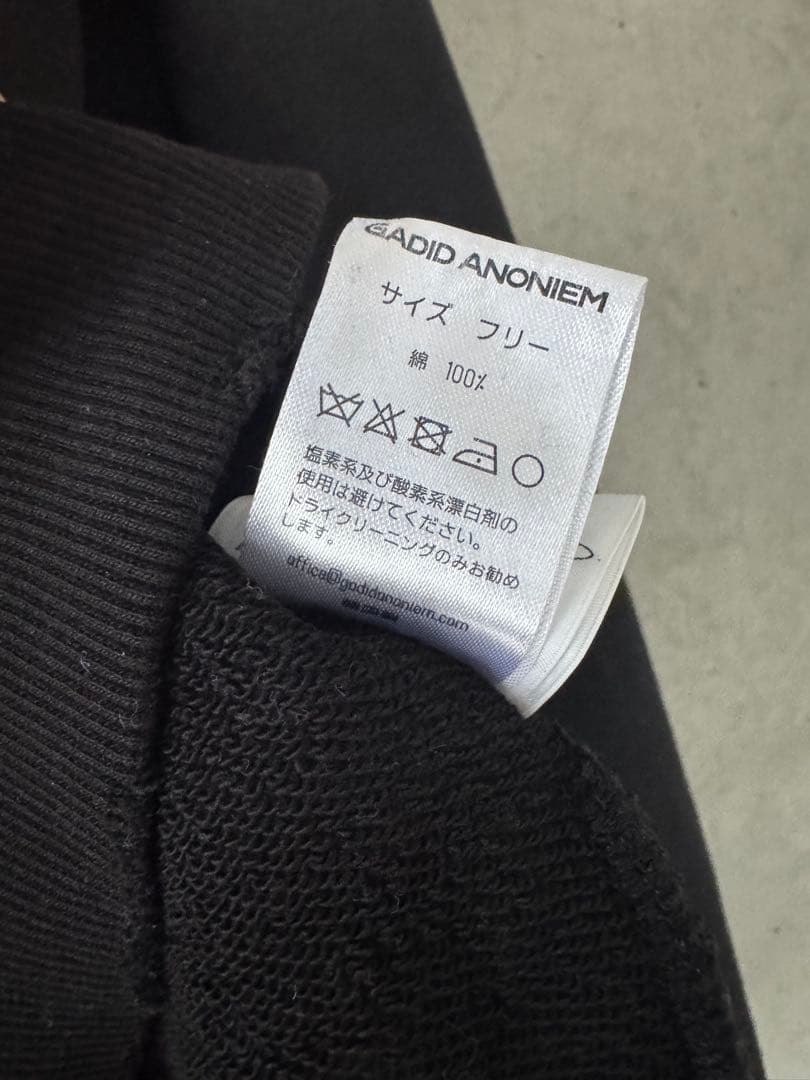 GADID ANONIEM
サイズ フリー
綿 100%
塩素系及び酸素系漂白剤の
使用は避けてください。
ドライクリーニングのみお勧め
します。
office@gadidanoniem.com